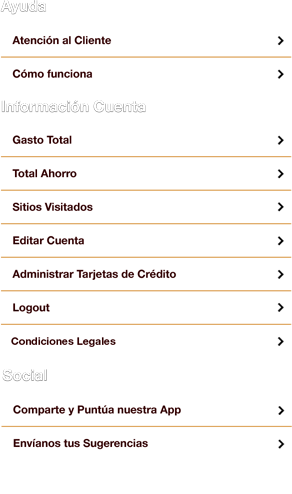 Ayuda
Atención al Cliente
Cómo funciona
Información Cuenta
Gasto Total
Total Ahorro
Sitios Visitados
Editar Cuenta
Administrar Tarjetas de Crédito
Logout
Condiciones Legales
Social
Comparte y Puntúa nuestra App
Envíanos tus Sugerencias